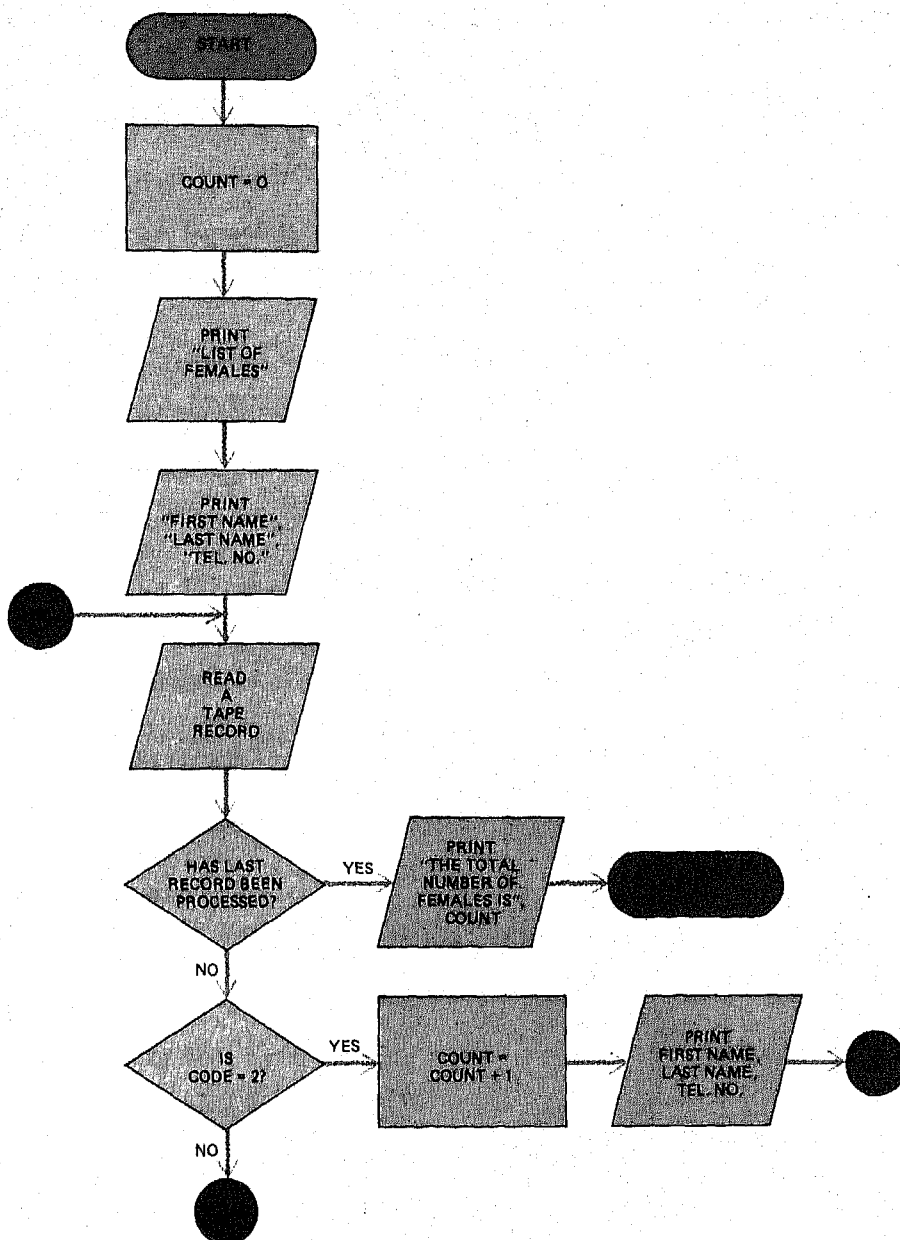 START
COUNT = 0
PRINT
"LIST OF
FEMALES"
PRINT
"FIRST NAME",
"LAST NAME",
"TEL. NO."
READ
A
TAPE
RECORD
HAS LAST
RECORD BEEN
PROCESSED?
YES
PRINT
"THE TOTAL
NUMBER OF
FEMALES IS",
COUNT
NO
IS
CODE = 2?
YES
COUNT =
COUNT + 1
PRINT
FIRST NAME,
LAST NAME,
TEL. NO.
NO